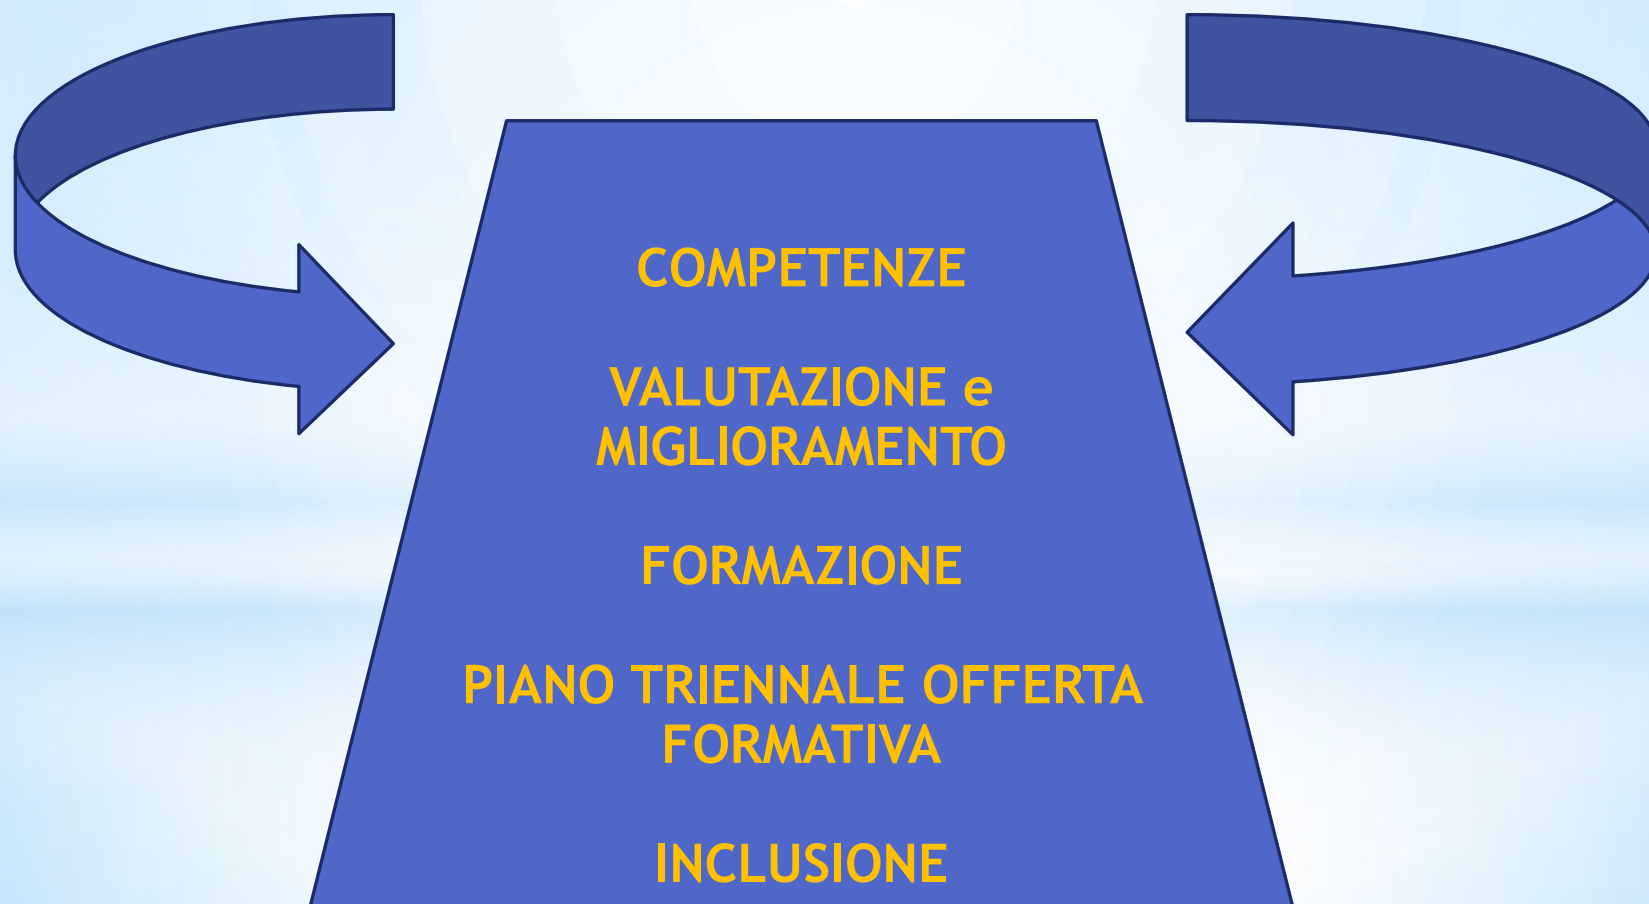 COMPETENZE
VALUTAZIONE e
MIGLIORAMENTO
FORMAZIONE
PIANO TRIENNALE OFFERTA
FORMATIVA
INCLUSIONE